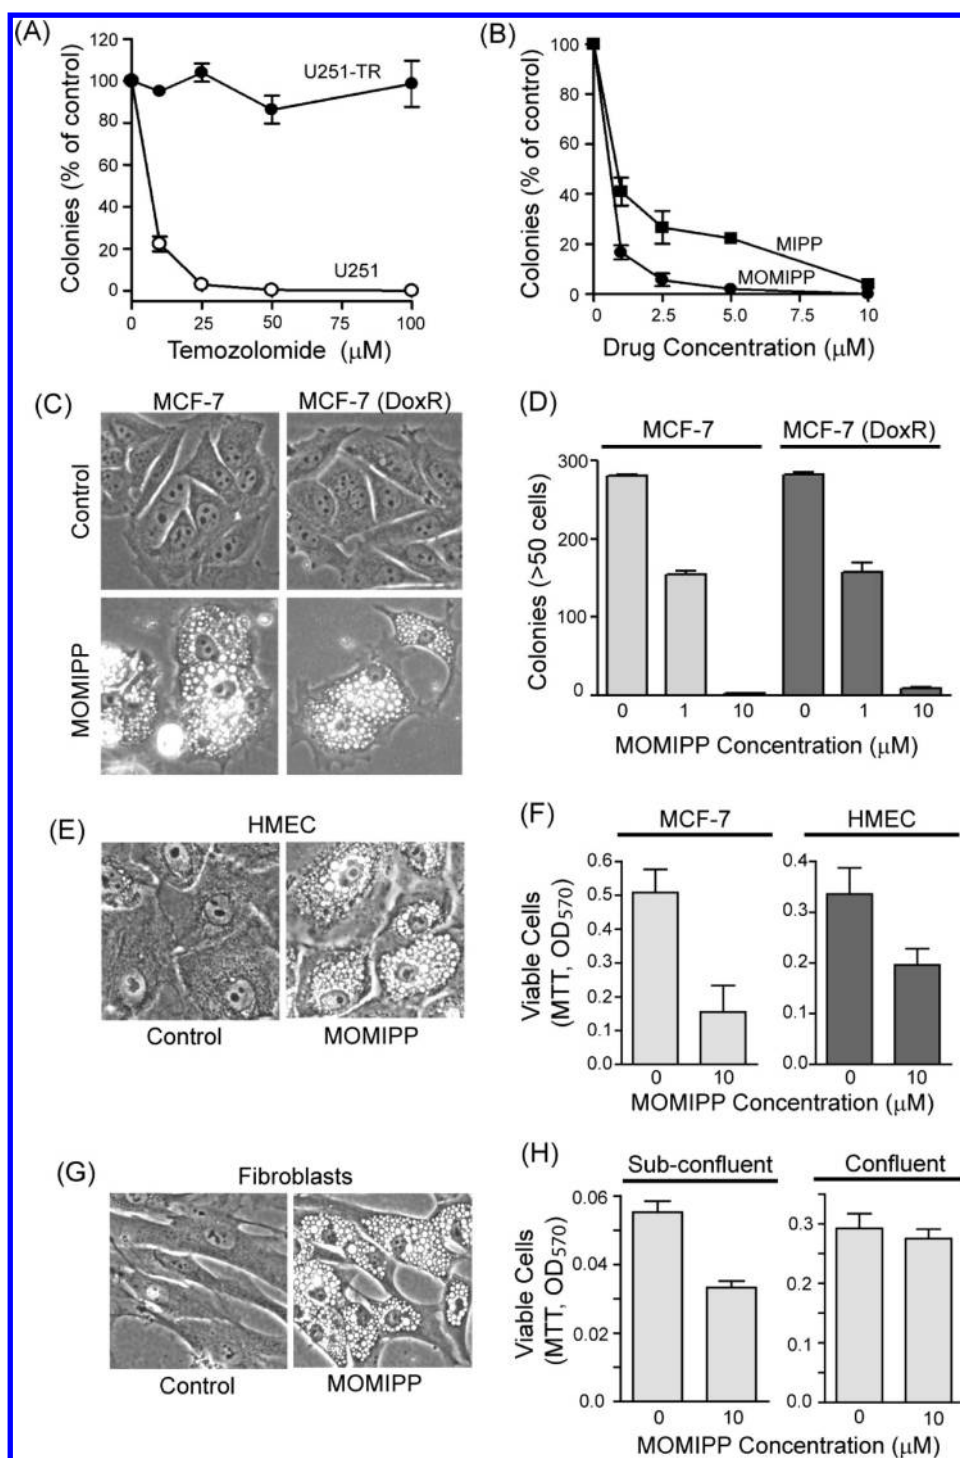 (A)
120
100
80
60
40
20
0
Colonies (% of control)
U251-TR
U251
0 25 50 75 100
Temozolomide (μM)
(B)
100
80
60
40
20
0
Colonies (% of control)
MIPP
MOMIPP
0 2.5 5.0 7.5 10
Drug Concentration (μM)
(C)
MCF-7 MCF-7 (DoxR)
Control
MOMIPP
(D)
MCF-7 MCF-7 (DoxR)
300
200
100
0
Colonies (>50 cells)
0 1 10 0 1 10
MOMIPP Concentration (μM)
(E)
HMEC
Control MOMIPP
(F)
MCF-7 HMEC
Viable Cells
(MTT, OD570)
0.6
0.5
0.4
0.3
0.2
0.1
0.0
0.4
0.3
0.2
0.1
0.0
0 10 0 10
MOMIPP Concentration (μM)
(G)
Fibroblasts
Control MOMIPP
(H)
Sub-confluent Confluent
Viable Cells
(MTT, OD570)
0.06
0.04
0.02
0.0
0.3
0.2
0.1
0.0
0 10 0 10
MOMIPP Concentration (μM)